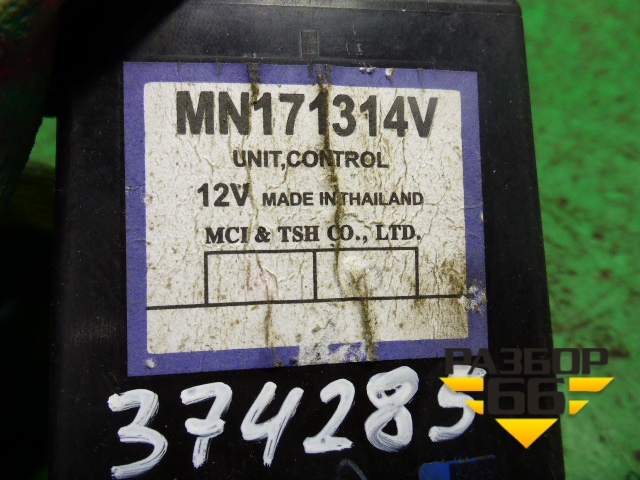 MN171314V
UNIT,CONTROL
12V MADE IN THAILAND
MCI & TSH CO., LTD.
РАЗБОР
66
374285